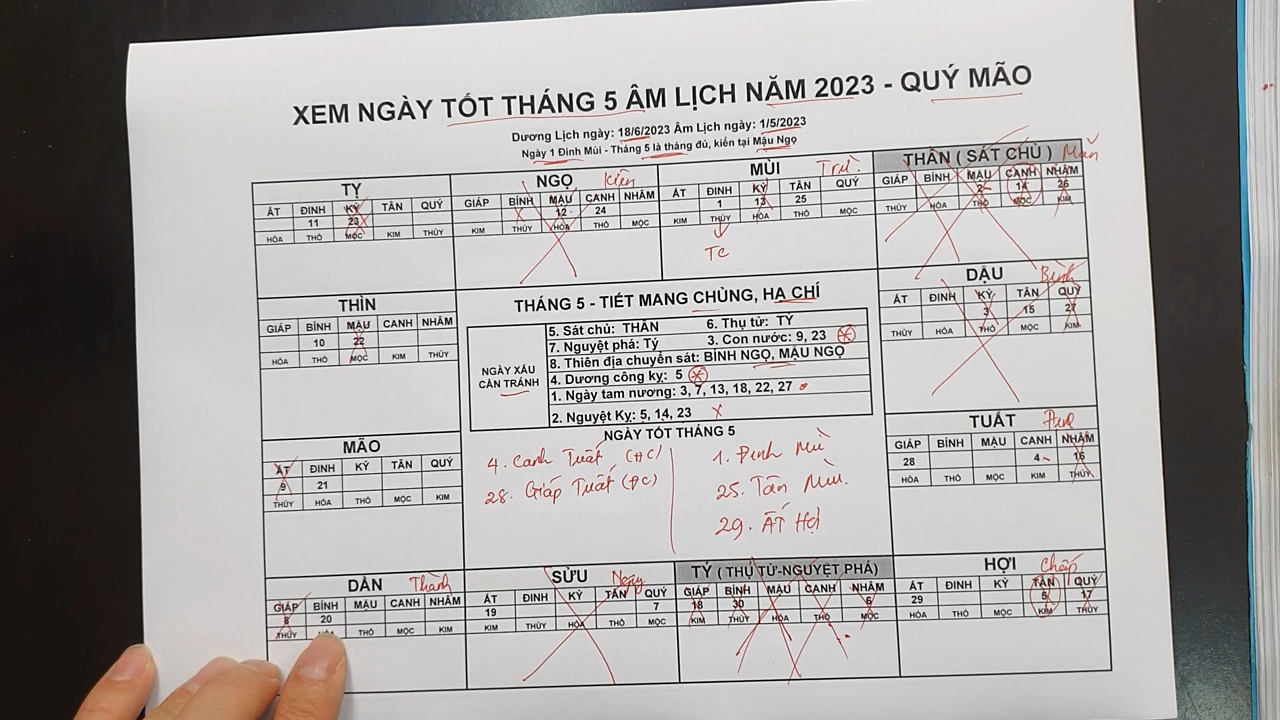 XEM NGÀY TỐT THÁNG 5 ÂM LỊCH NĂM 2023 - QUÝ MÃO
Dương Lịch ngày: 18/6/2023 Âm Lịch ngày: 1/5/2023
Ngày 1 Đinh Mùi - Tháng 5 là tháng đủ, kiến tại Mậu Ngọ
TỴ
ẤT ĐINH KỶ TÂN QUÝ
11 23
HỎA THỔ MỘC KIM THỦY
NGỌ Kiên
GIÁP BÍNH MẬU CANH NHÂM
12 24
KIM THỦY HỎA THỔ MỘC
MÙI Trừ.
ẤT ĐINH KỶ TÂN QUÝ
1 13 25
KIM THỦY HỎA THỔ MỘC
TC
THÂN ( SÁT CHỦ ) Mãn
GIÁP BÍNH MẬU CANH NHÂM
2 14 26
THỦY HỎA THỔ MỘC KIM
THÌN
GIÁP BÍNH MẬU CANH NHÂM
10 22
HỎA THỔ MỘC KIM THỦY
THÁNG 5 - TIẾT MANG CHỦNG, HẠ CHÍ
NGÀY XẤU CẦN TRÁNH
5. Sát chủ: THÂN 6. Thụ tử: TÝ
7. Nguyệt phá: Tý 3. Con nước: 9, 23
8. Thiên địa chuyển sát: BÍNH NGỌ, MẬU NGỌ
4. Dương công kỵ: 5
1. Ngày tam nương: 3, 7, 13, 18, 22, 27
2. Nguyệt Kỵ: 5, 14, 23 X
DẬU Bình
ẤT ĐINH KỶ TÂN QUÝ
3 15 27
THỦY HỎA THỔ MỘC KIM
MÃO
ẤT ĐINH KỶ TÂN QUÝ
9 21
THỦY HỎA THỔ MỘC KIM
NGÀY TỐT THÁNG 5
4. Canh Tuất (ĐC)
28. Giáp Tuất (ĐC)
1. Đinh Mùi
25. Tân Mùi.
29. Ất Hợi
TUẤT
GIÁP BÍNH MẬU CANH NHÂM
28 4 16
HỎA THỔ MỘC KIM THỦY
DẦN Thành
GIÁP BÍNH MẬU CANH NHÂM
8 20
THỦY HỎA THỔ MỘC KIM
SỬU Nguy
ẤT ĐINH KỶ TÂN QUÝ
19 7
KIM THỦY HỎA THỔ MỘC
TÝ ( THỤ TỬ-NGUYỆT PHÁ)
GIÁP BÍNH MẬU CANH NHÂM
18 30 6
KIM THỦY HỎA THỔ MỘC
HỢI Chấp
ẤT ĐINH KỶ TÂN QUÝ
29 5 17
HỎA THỔ MỘC KIM THỦY